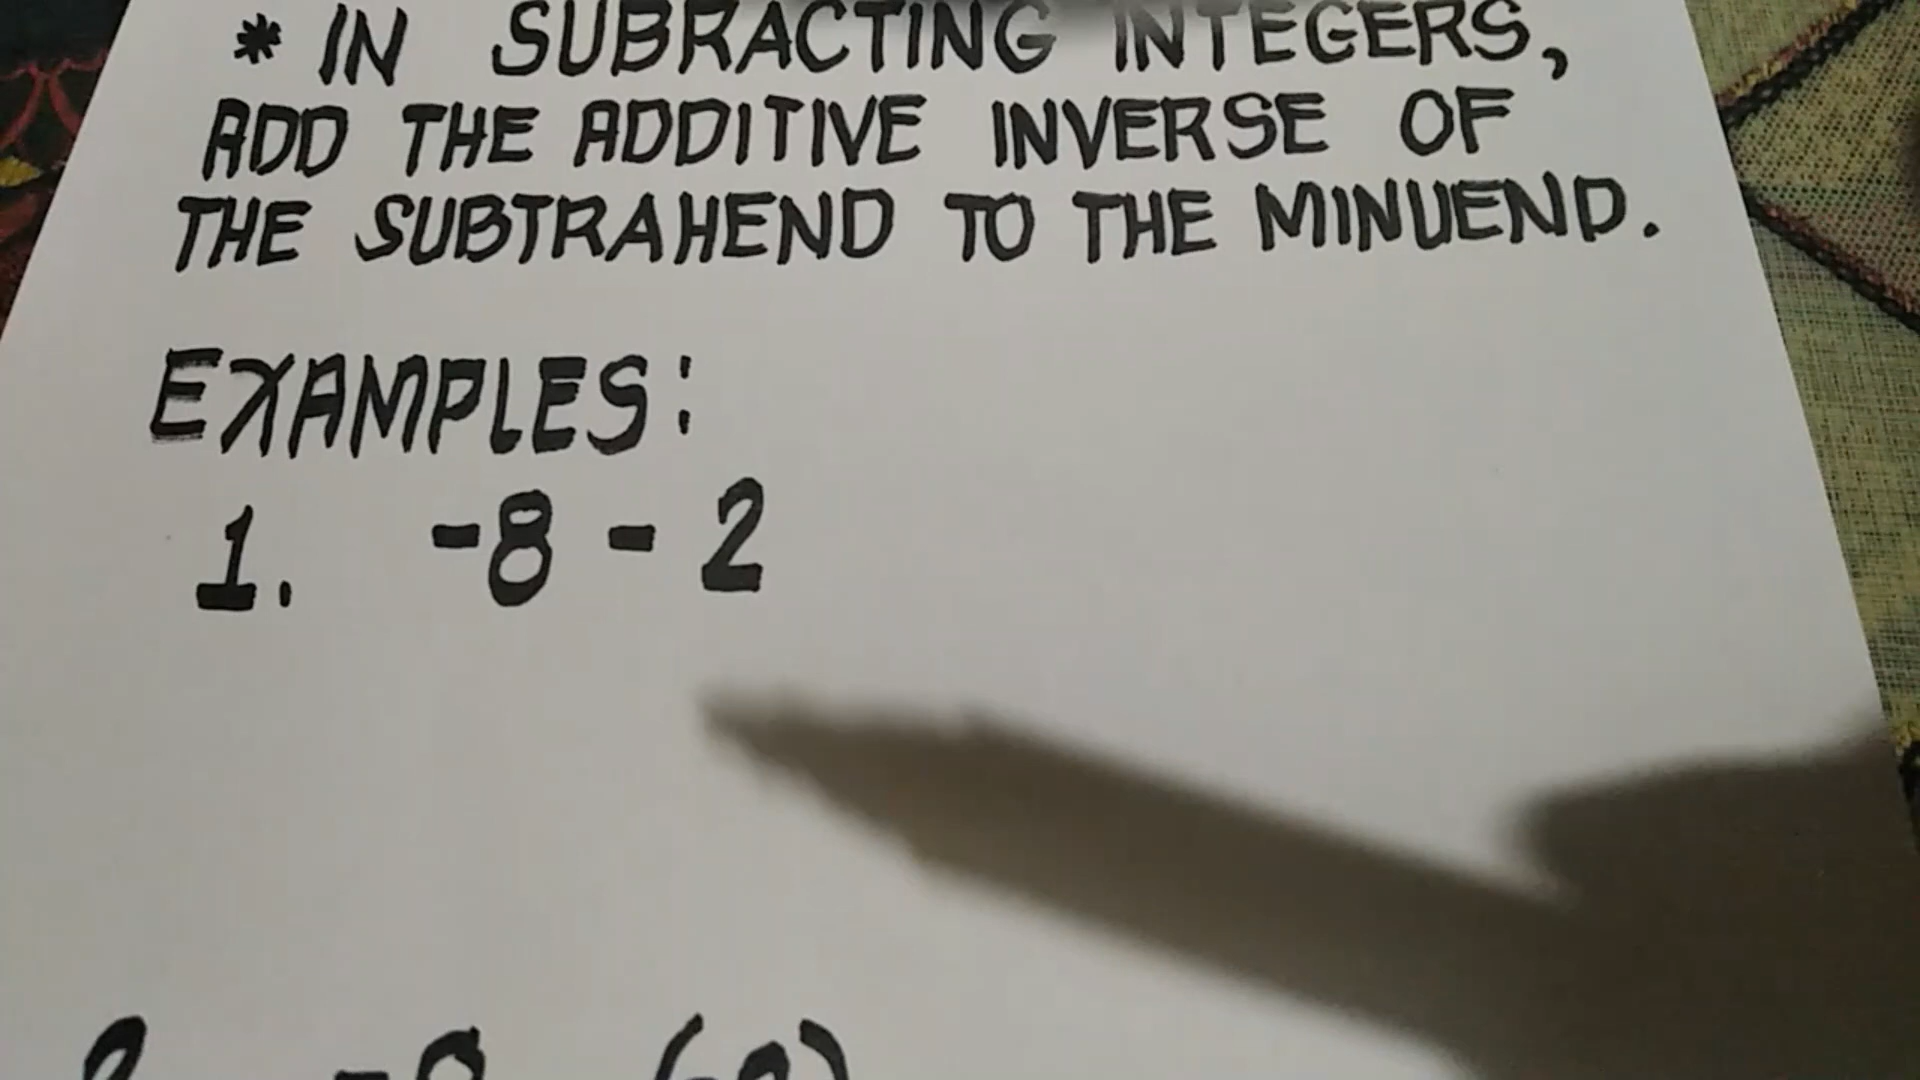 * IN SUBRACTING INTEGERS,
ADD THE ADDITIVE INVERSE OF
THE SUBTRAHEND TO THE MINUEND.
EXAMPLES:
1. -8 - 2